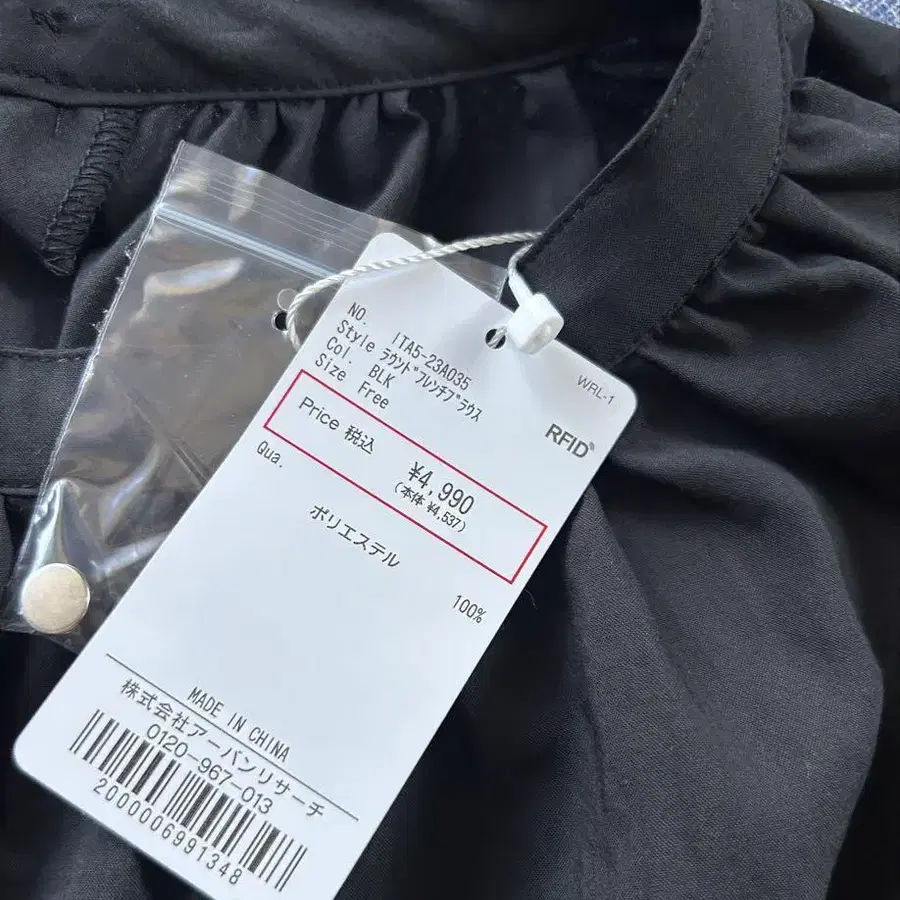 WRL-1
RFID
NO. ITA5-23A035
Style ラウンドフレンチブラウス
Col. BLK
Size Free
Price 税込 ¥4,990
(本体 ¥4,537)
Qua.
ポリエステル
100%
MADE IN CHINA
株式会社アーバンリサーチ
0120-967-013
2000006991348